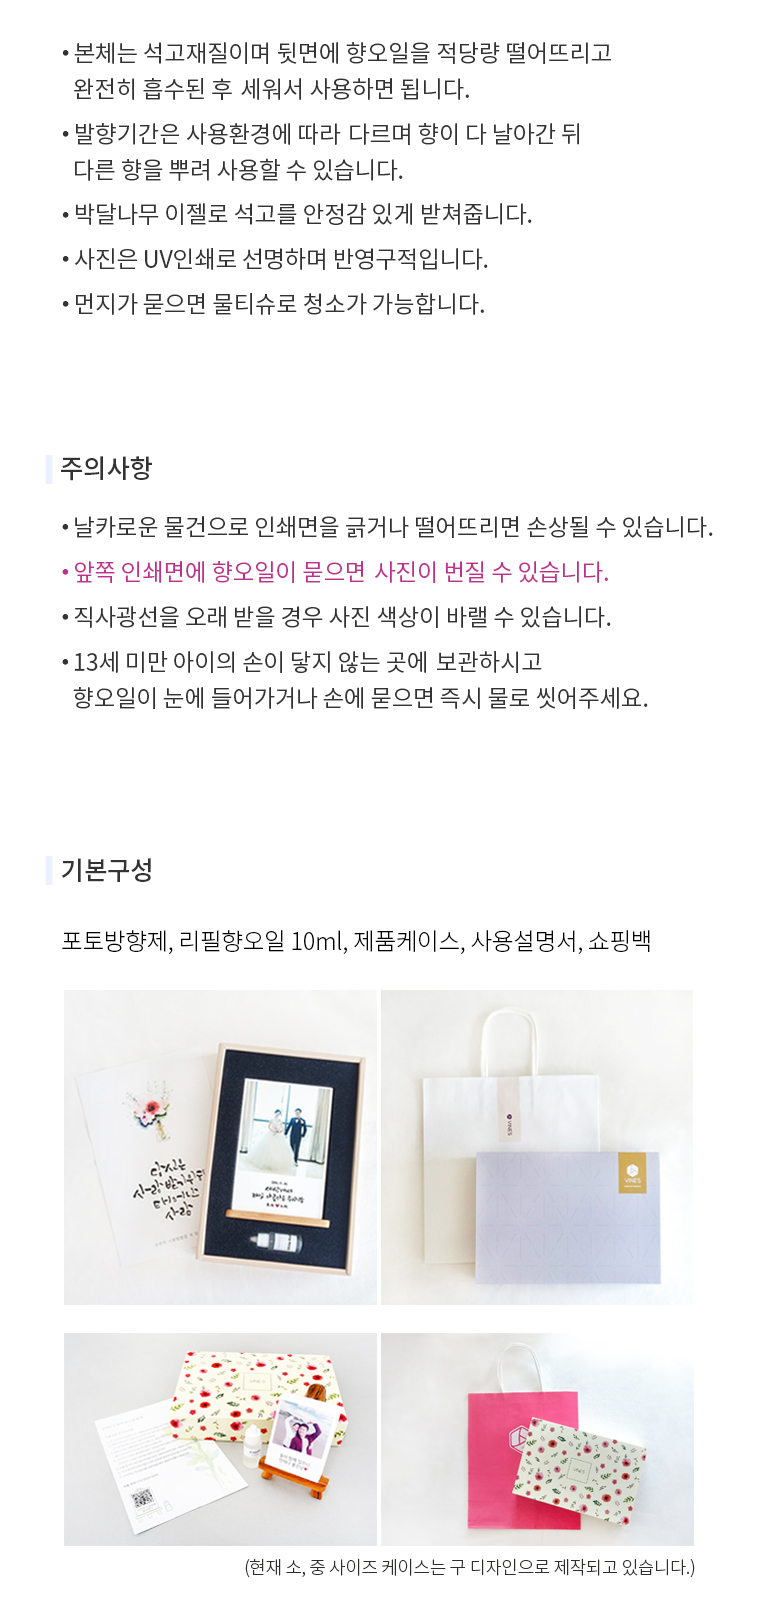 • 본체는 석고재질이며 뒷면에 향오일을 적당량 떨어뜨리고
완전히 흡수된 후 세워서 사용하면 됩니다.
• 발향기간은 사용환경에 따라 다르며 향이 다 날아간 뒤
다른 향을 뿌려 사용할 수 있습니다.
• 박달나무 이젤로 석고를 안정감 있게 받쳐줍니다.
• 사진은 UV인쇄로 선명하며 반영구적입니다.
• 먼지가 묻으면 물티슈로 청소가 가능합니다.
주의사항
• 날카로운 물건으로 인쇄면을 긁거나 떨어뜨리면 손상될 수 있습니다.
• 앞쪽 인쇄면에 향오일이 묻으면 사진이 번질 수 있습니다.
• 직사광선을 오래 받을 경우 사진 색상이 바랠 수 있습니다.
• 13세 미만 아이의 손이 닿지 않는 곳에 보관하시고
향오일이 눈에 들어가거나 손에 묻으면 즉시 물로 씻어주세요.
기본구성
포토방향제, 리필향오일 10ml, 제품케이스, 사용설명서, 쇼핑백
당신은
사랑받기위해
태어난
사랑
VINES
VINES
VINES
VINES
(현재 소, 중 사이즈 케이스는 구 디자인으로 제작되고 있습니다.)